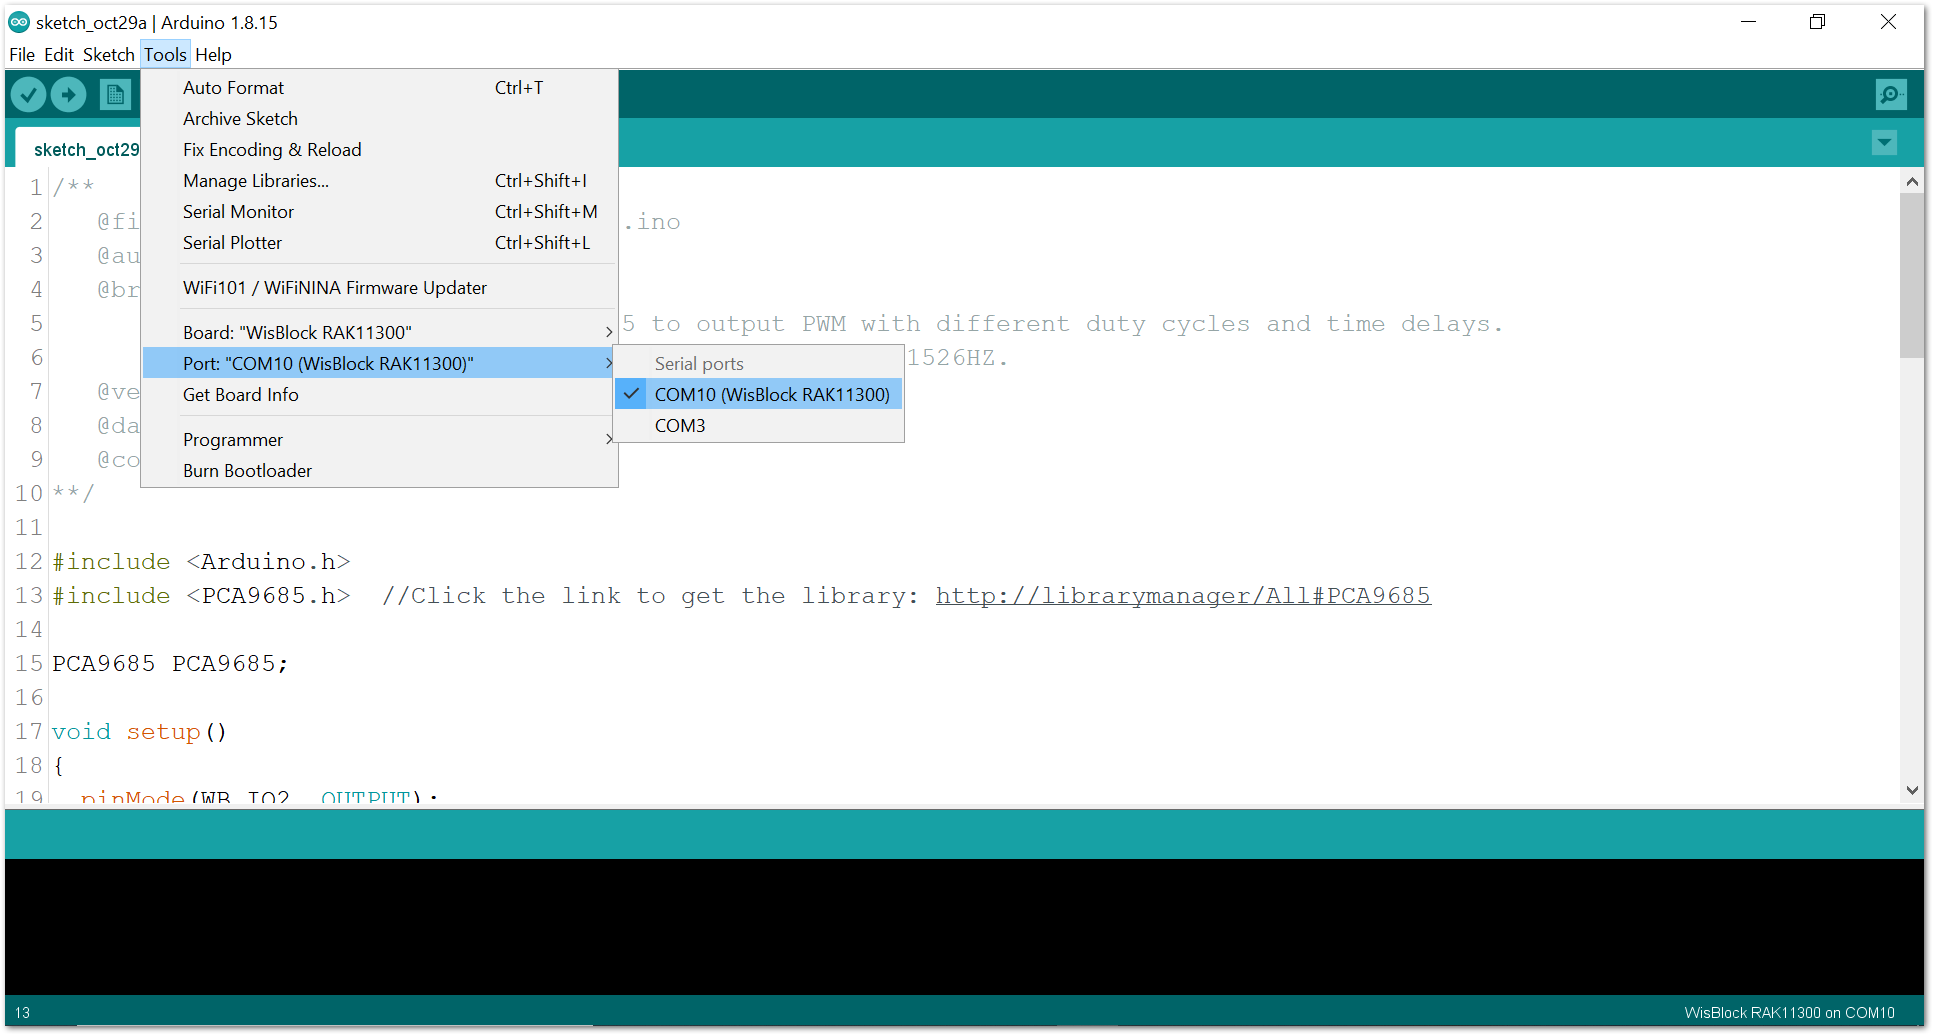 sketch_oct29a | Arduino 1.8.15
File Edit Sketch Tools Help
sketch_oct29
Auto Format Ctrl+T
Archive Sketch
Fix Encoding & Reload
Manage Libraries... Ctrl+Shift+I
Serial Monitor Ctrl+Shift+M
Serial Plotter Ctrl+Shift+L
WiFi101 / WiFiNINA Firmware Updater
Board: "WisBlock RAK11300"
Port: "COM10 (WisBlock RAK11300)"
Get Board Info
Programmer
Burn Bootloader
Serial ports
COM10 (WisBlock RAK11300)
COM3
1 /**
2 @fi .ino
3 @au
4 @br
5 5 to output PWM with different duty cycles and time delays.
6 1526HZ.
7 @ve
8 @da
9 @co
10 **/
11
12 #include <Arduino.h>
13 #include <PCA9685.h> //Click the link to get the library: http://librarymanager/All#PCA9685
14
15 PCA9685 PCA9685;
16
17 void setup()
18 {
19 pinMode(WB_IO2, OUTPUT);
13
WisBlock RAK11300 on COM10